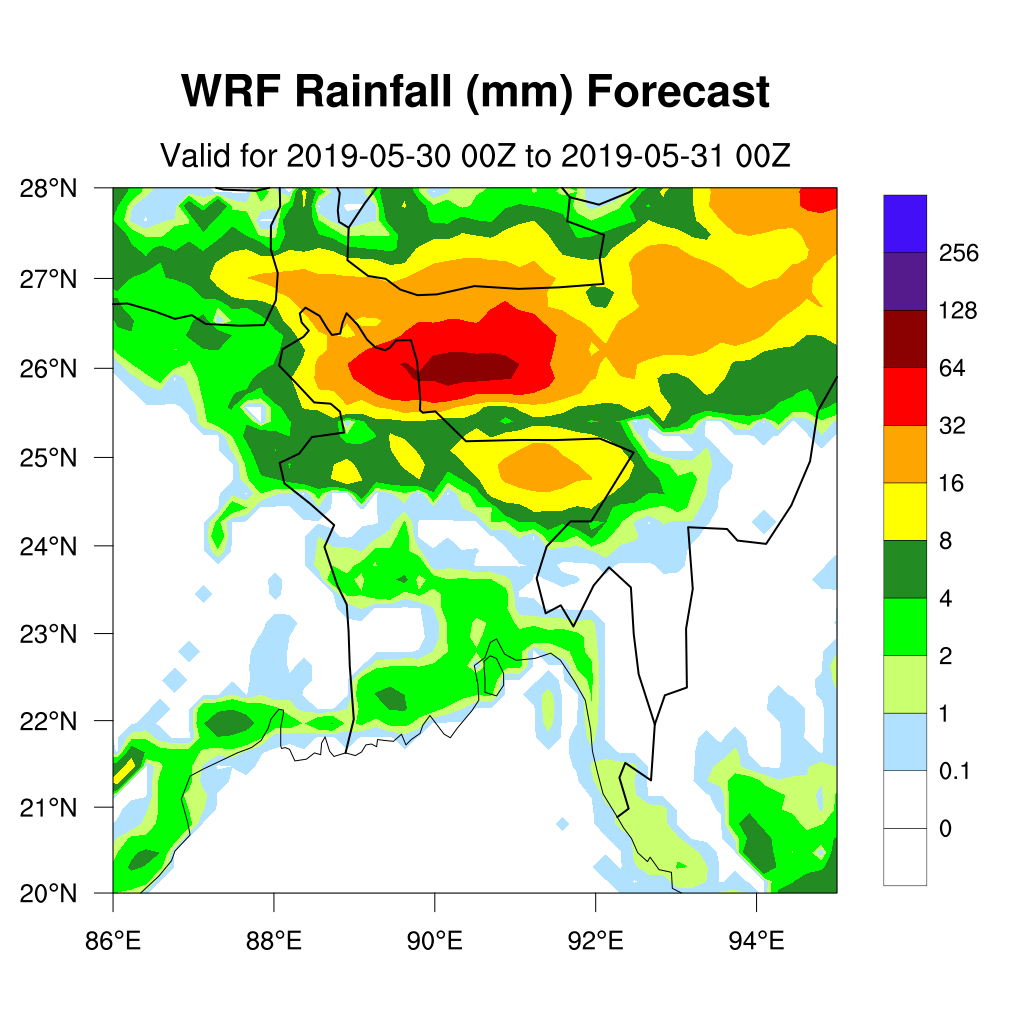 WRF Rainfall (mm) Forecast
Valid for 2019-05-30 00Z to 2019-05-31 00Z
28°N
27°N
26°N
25°N
24°N
23°N
22°N
21°N
20°N
86°E 88°E 90°E 92°E 94°E
256
128
64
32
16
8
4
2
1
0.1
0